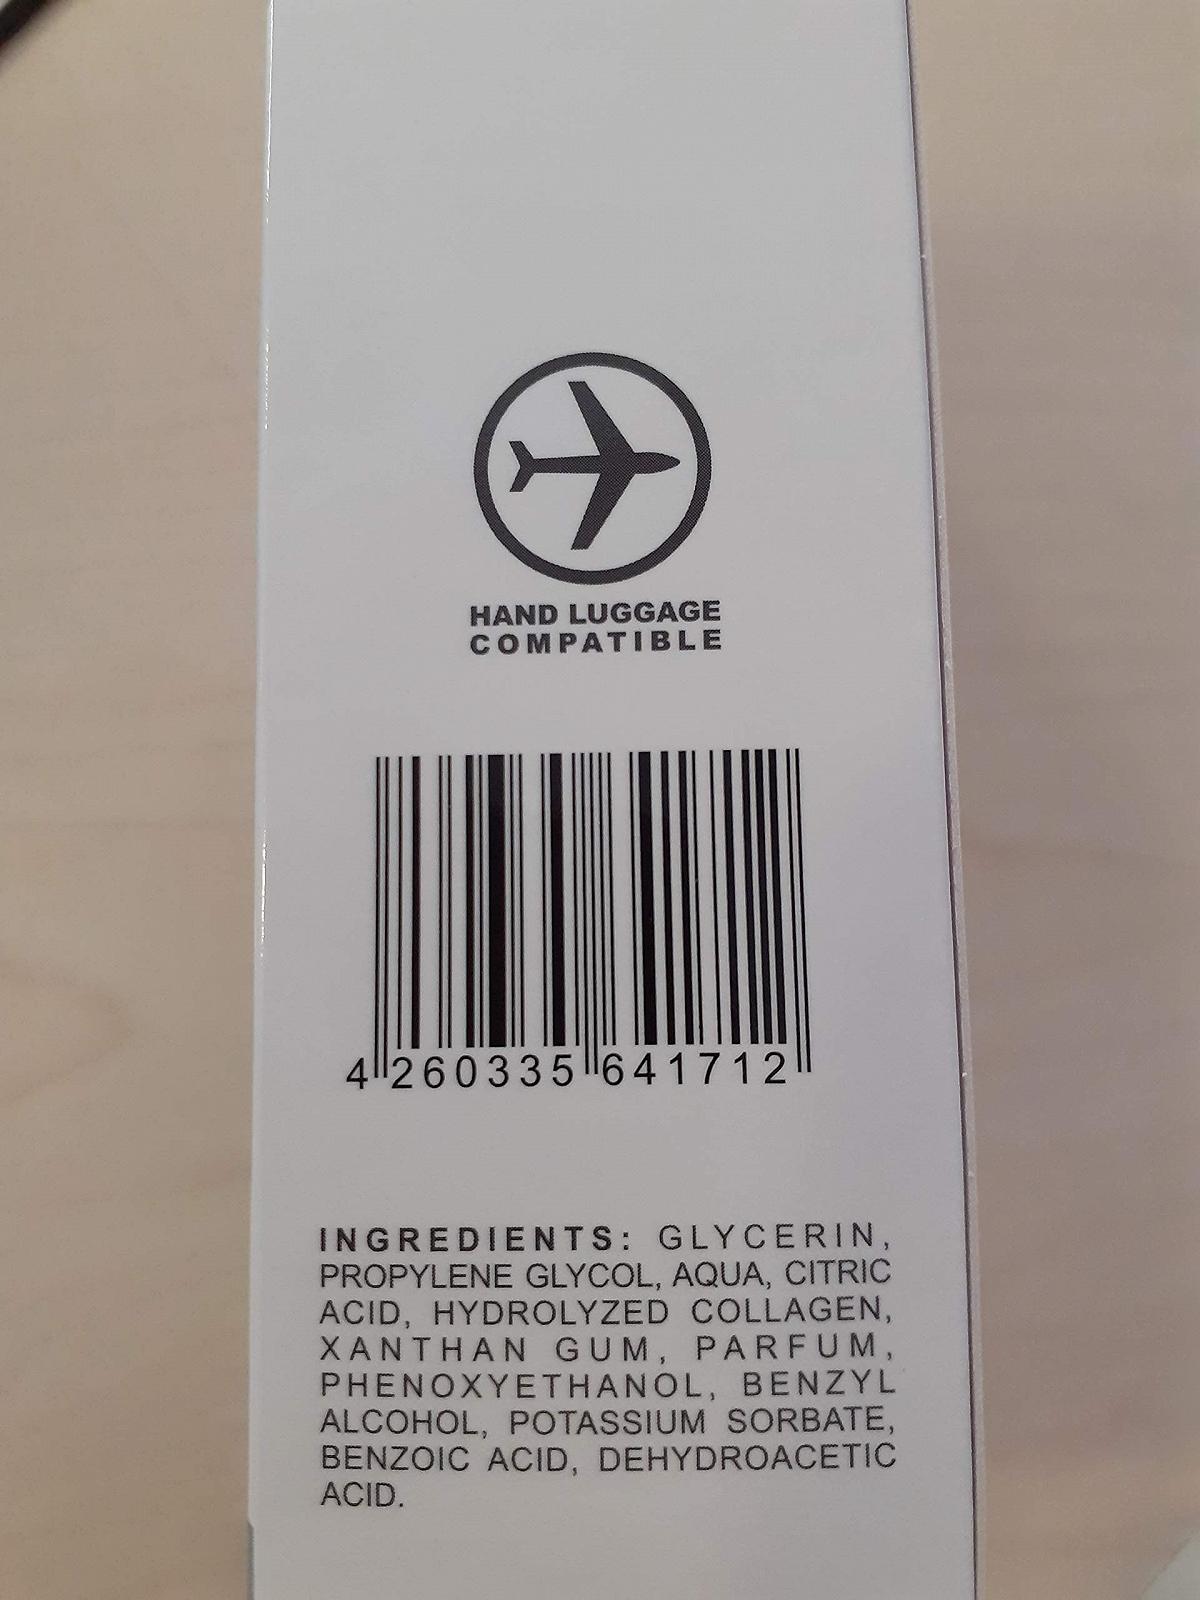 HAND LUGGAGE
COMPATIBLE
4 260335 641712
INGREDIENTS: GLYCERIN,
PROPYLENE GLYCOL, AQUA, CITRIC
ACID, HYDROLYZED COLLAGEN,
XANTHAN GUM, PARFUM,
PHENOXYETHANOL, BENZYL
ALCOHOL, POTASSIUM SORBATE,
BENZOIC ACID, DEHYDROACETIC
ACID.